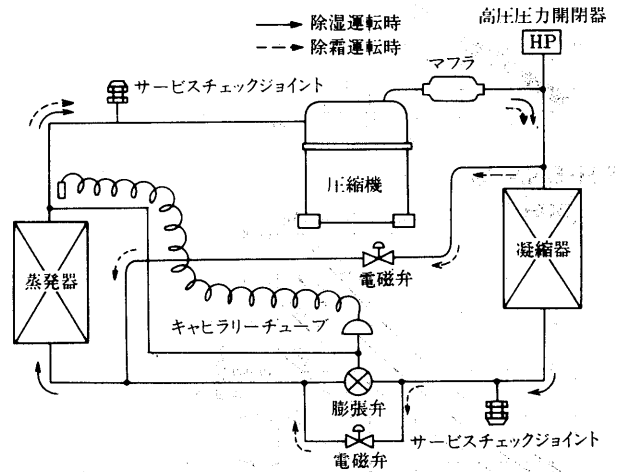 除湿運転時
除霜運転時
高圧圧力開閉器
HP
マフラ
サービスチェックジョイント
圧縮機
凝縮器
蒸発器
電磁弁
キャピラリーチューブ
膨張弁
電磁弁
サービスチェックジョイント